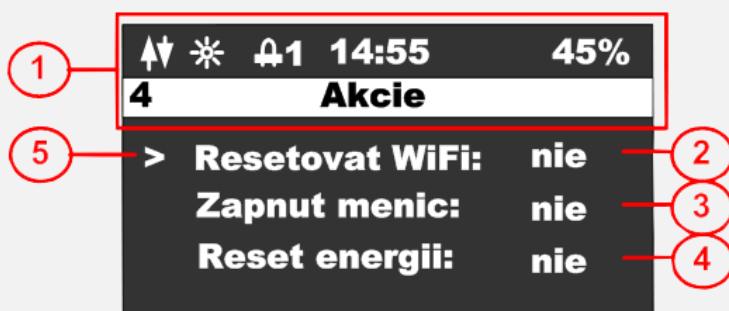 1
14:55
45%
1
4
Akcie
5
>
Resetovat WiFi:
nie
2
Zapnut menic:
nie
3
Reset energii:
nie
4